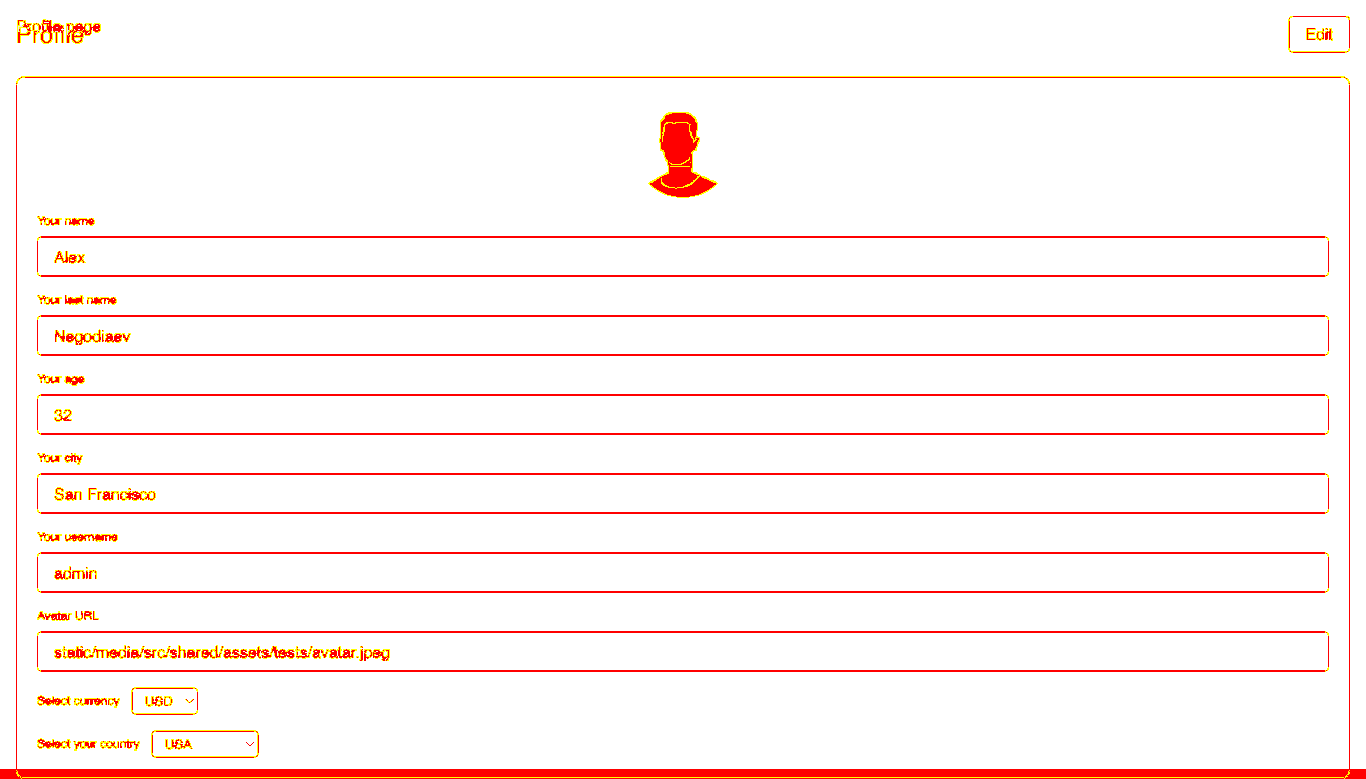 Profile page
Profile
Edit
Your name
Alex
Your last name
Negodiaev
Your age
32
Your city
San Francisco
Your username
admin
Avatar URL
static/media/src/shared/assets/tests/avatar.jpeg
Select currency USD
Select your country USA